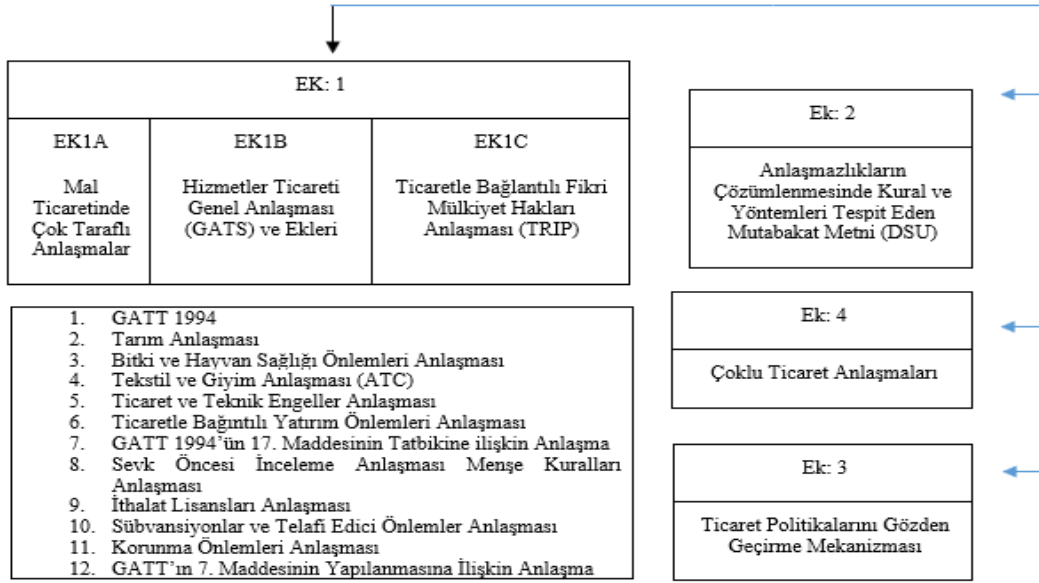 EK: 1
EK1A
Mal
Ticaretinde
Çok Taraflı
Anlaşmalar
EK1B
Hizmetler Ticareti
Genel Anlaşması
(GATS) ve Ekleri
EK1C
Ticaretle Bağlantılı Fikri
Mülkiyet Hakları
Anlaşması (TRIP)
1. GATT 1994
2. Tarım Anlaşması
3. Bitki ve Hayvan Sağlığı Önlemleri Anlaşması
4. Tekstil ve Giyim Anlaşması (ATC)
5. Ticaret ve Teknik Engeller Anlaşması
6. Ticaretle Bağıntılı Yatırım Önlemleri Anlaşması
7. GATT 1994’ün 17. Maddesinin Tatbikine ilişkin Anlaşma
8. Sevk Öncesi İnceleme Anlaşması Menşe Kuralları
Anlaşması
9. İthalat Lisansları Anlaşması
10. Sübvansiyonlar ve Telafi Edici Önlemler Anlaşması
11. Korunma Önlemleri Anlaşması
12. GATT’ın 7. Maddesinin Yapılanmasına İlişkin Anlaşma
Ek: 2
Anlaşmazlıkların
Çözümlenmesinde Kural ve
Yöntemleri Tespit Eden
Mutabakat Metni (DSU)
Ek: 4
Çoklu Ticaret Anlaşmaları
Ek: 3
Ticaret Politikalarını Gözden
Geçirme Mekanizması